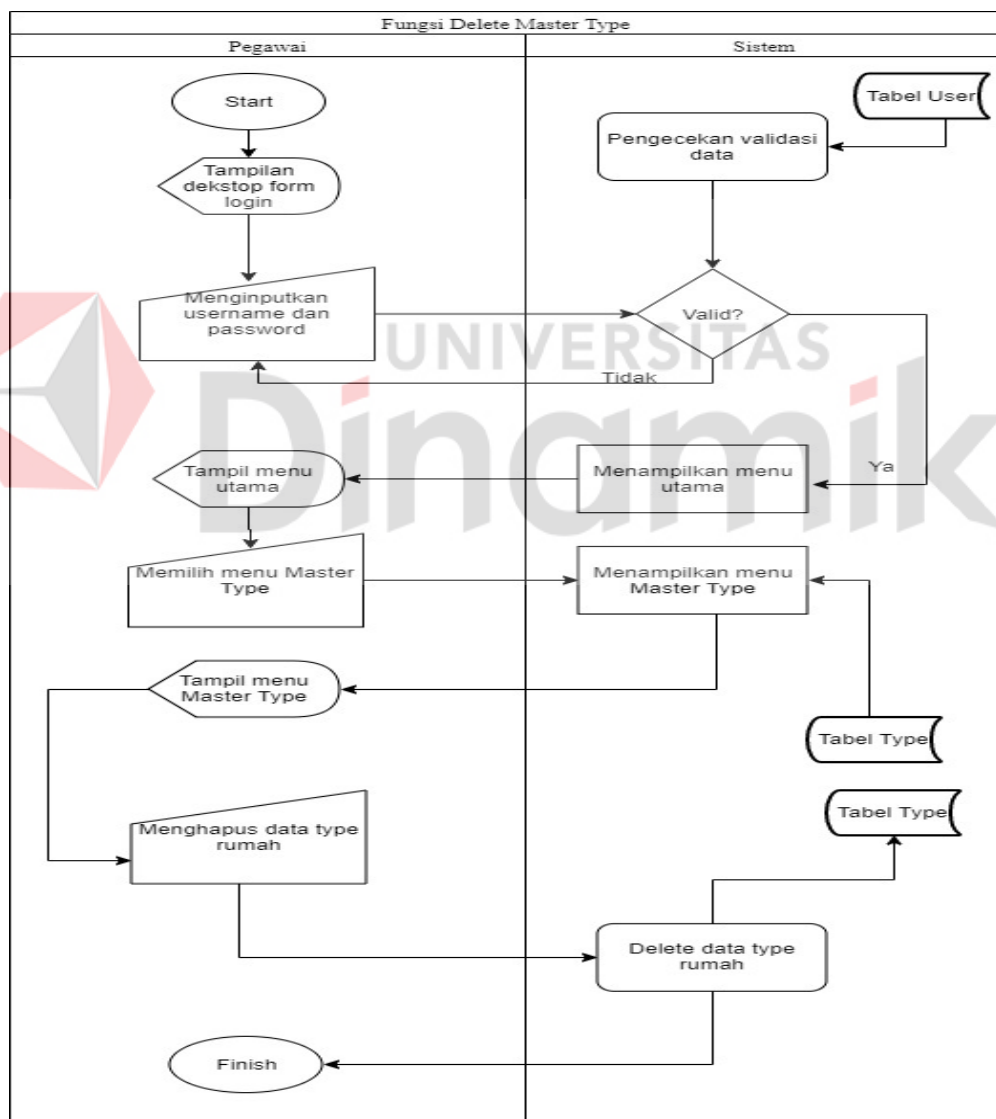 Fungsi Delete Master Type
Pegawai
Sistem
Start
Tabel User
Pengecekan validasi
data
Tampilan
dekstop form
login
Menginputkan
username dan
password
Valid?
UNIVERSITAS
Dinamik
Tidak
Ya
Tampil menu
utama
Menampilkan menu
utama
Memilih menu Master
Type
Menampilkan menu
Master Type
Tampil menu
Master Type
Tabel Type
Tabel Type
Menghapus data type
rumah
Delete data type
rumah
Finish